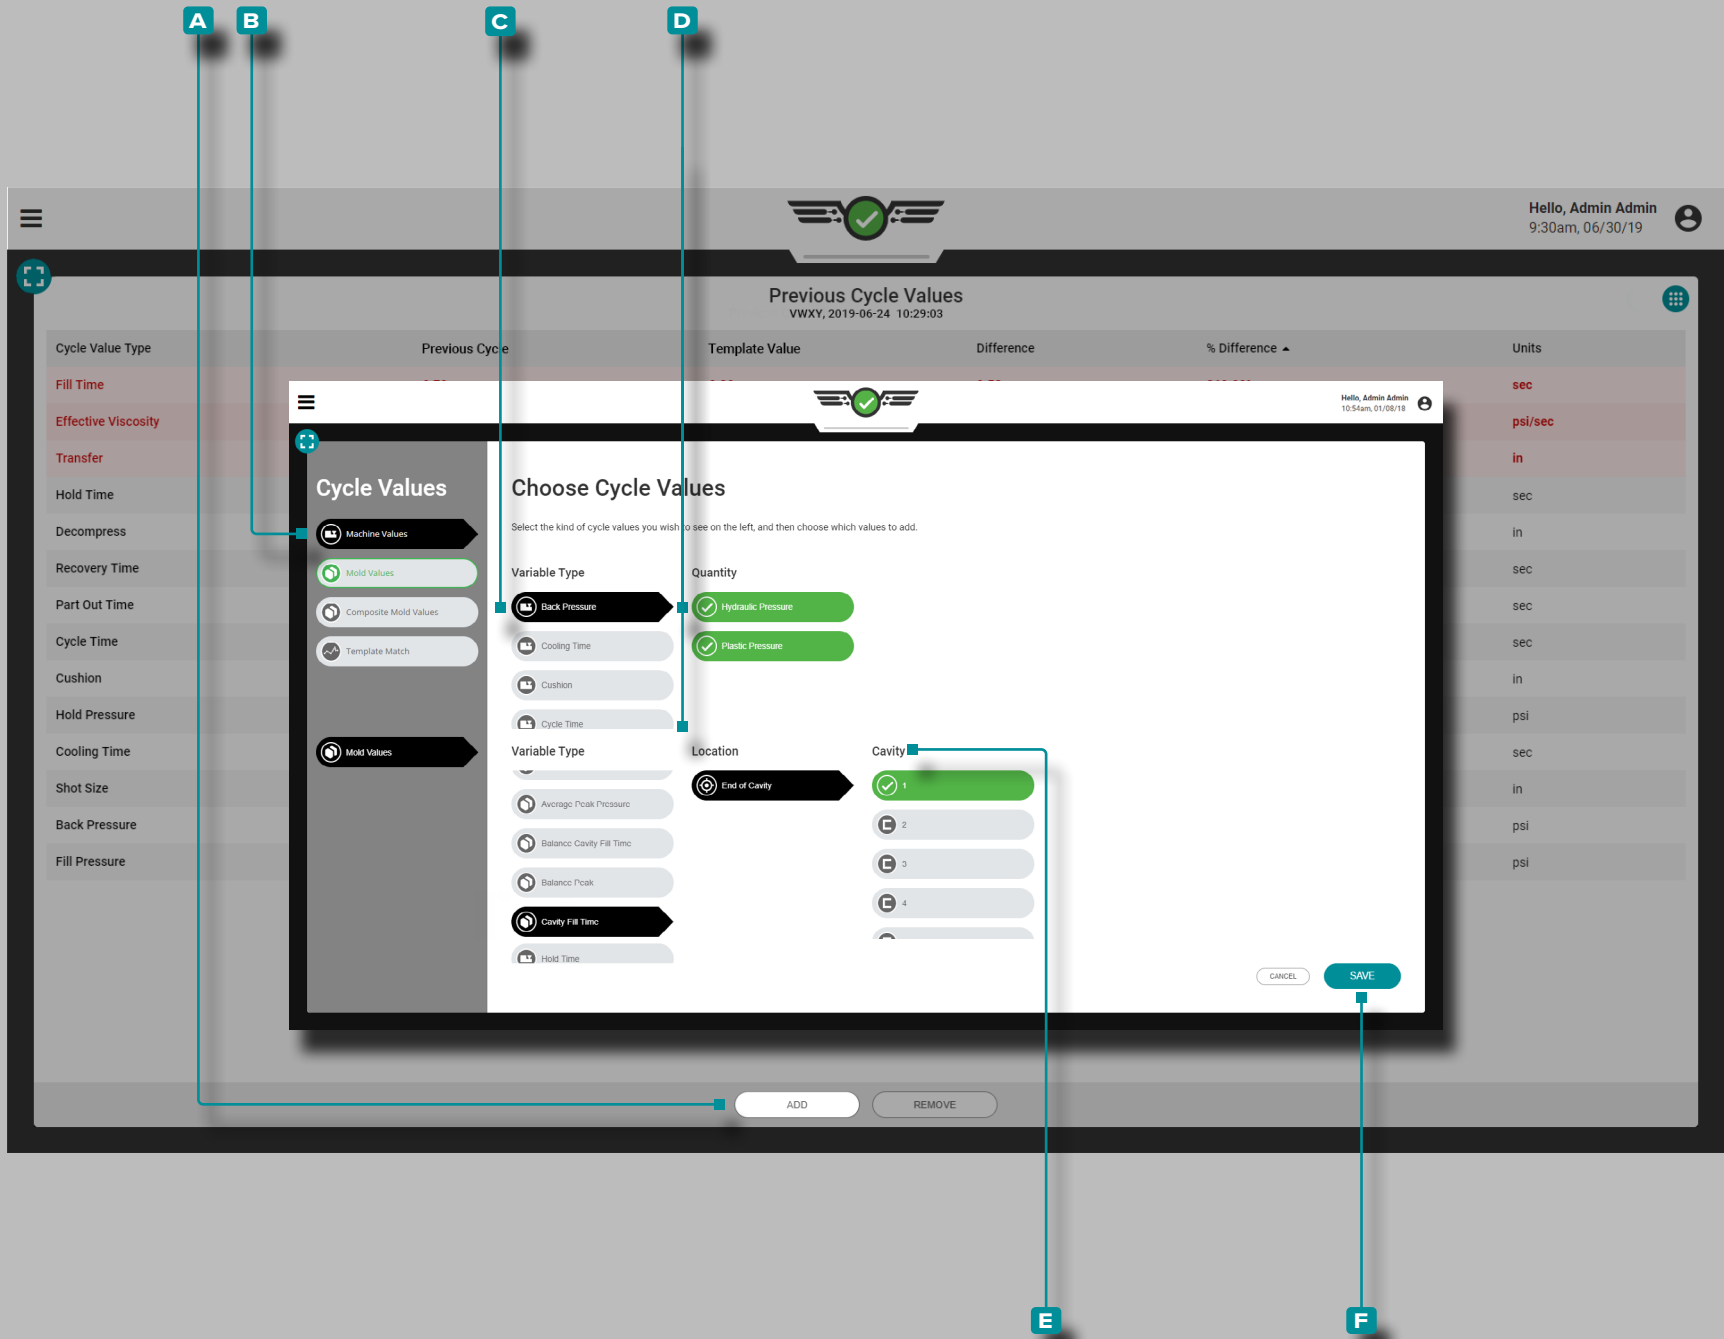 A B C D
Hello, Admin Admin
9:30am, 06/30/19
Previous Cycle Values
VWXY, 2019-06-24 10:29:03
Cycle Value Type Previous Cycle Template Value Difference % Difference Units
Fill Time sec
Effective Viscosity psi/sec
Transfer in
Hold Time sec
Decompress in
Recovery Time sec
Part Out Time sec
Cycle Time sec
Cushion in
Hold Pressure psi
Cooling Time sec
Shot Size in
Back Pressure psi
Fill Pressure psi
Hello, Admin Admin
10:54am, 01/08/18
Cycle Values
Machine Values
Mold Values
Composite Mold Values
Template Match
Mold Values
Choose Cycle Values
Select the kind of cycle values you wish to see on the left, and then choose which values to add.
Variable Type Quantity
Back Pressure Hydraulic Pressure
Cooling Time Plastic Pressure
Cushion
Cycle Time
Variable Type Location Cavity
End of Cavity 1
Average Peak Pressure 2
Balance Cavity Fill Time 3
Balance Peak 4
Cavity Fill Time
Hold Time
CANCEL SAVE
ADD REMOVE
E F